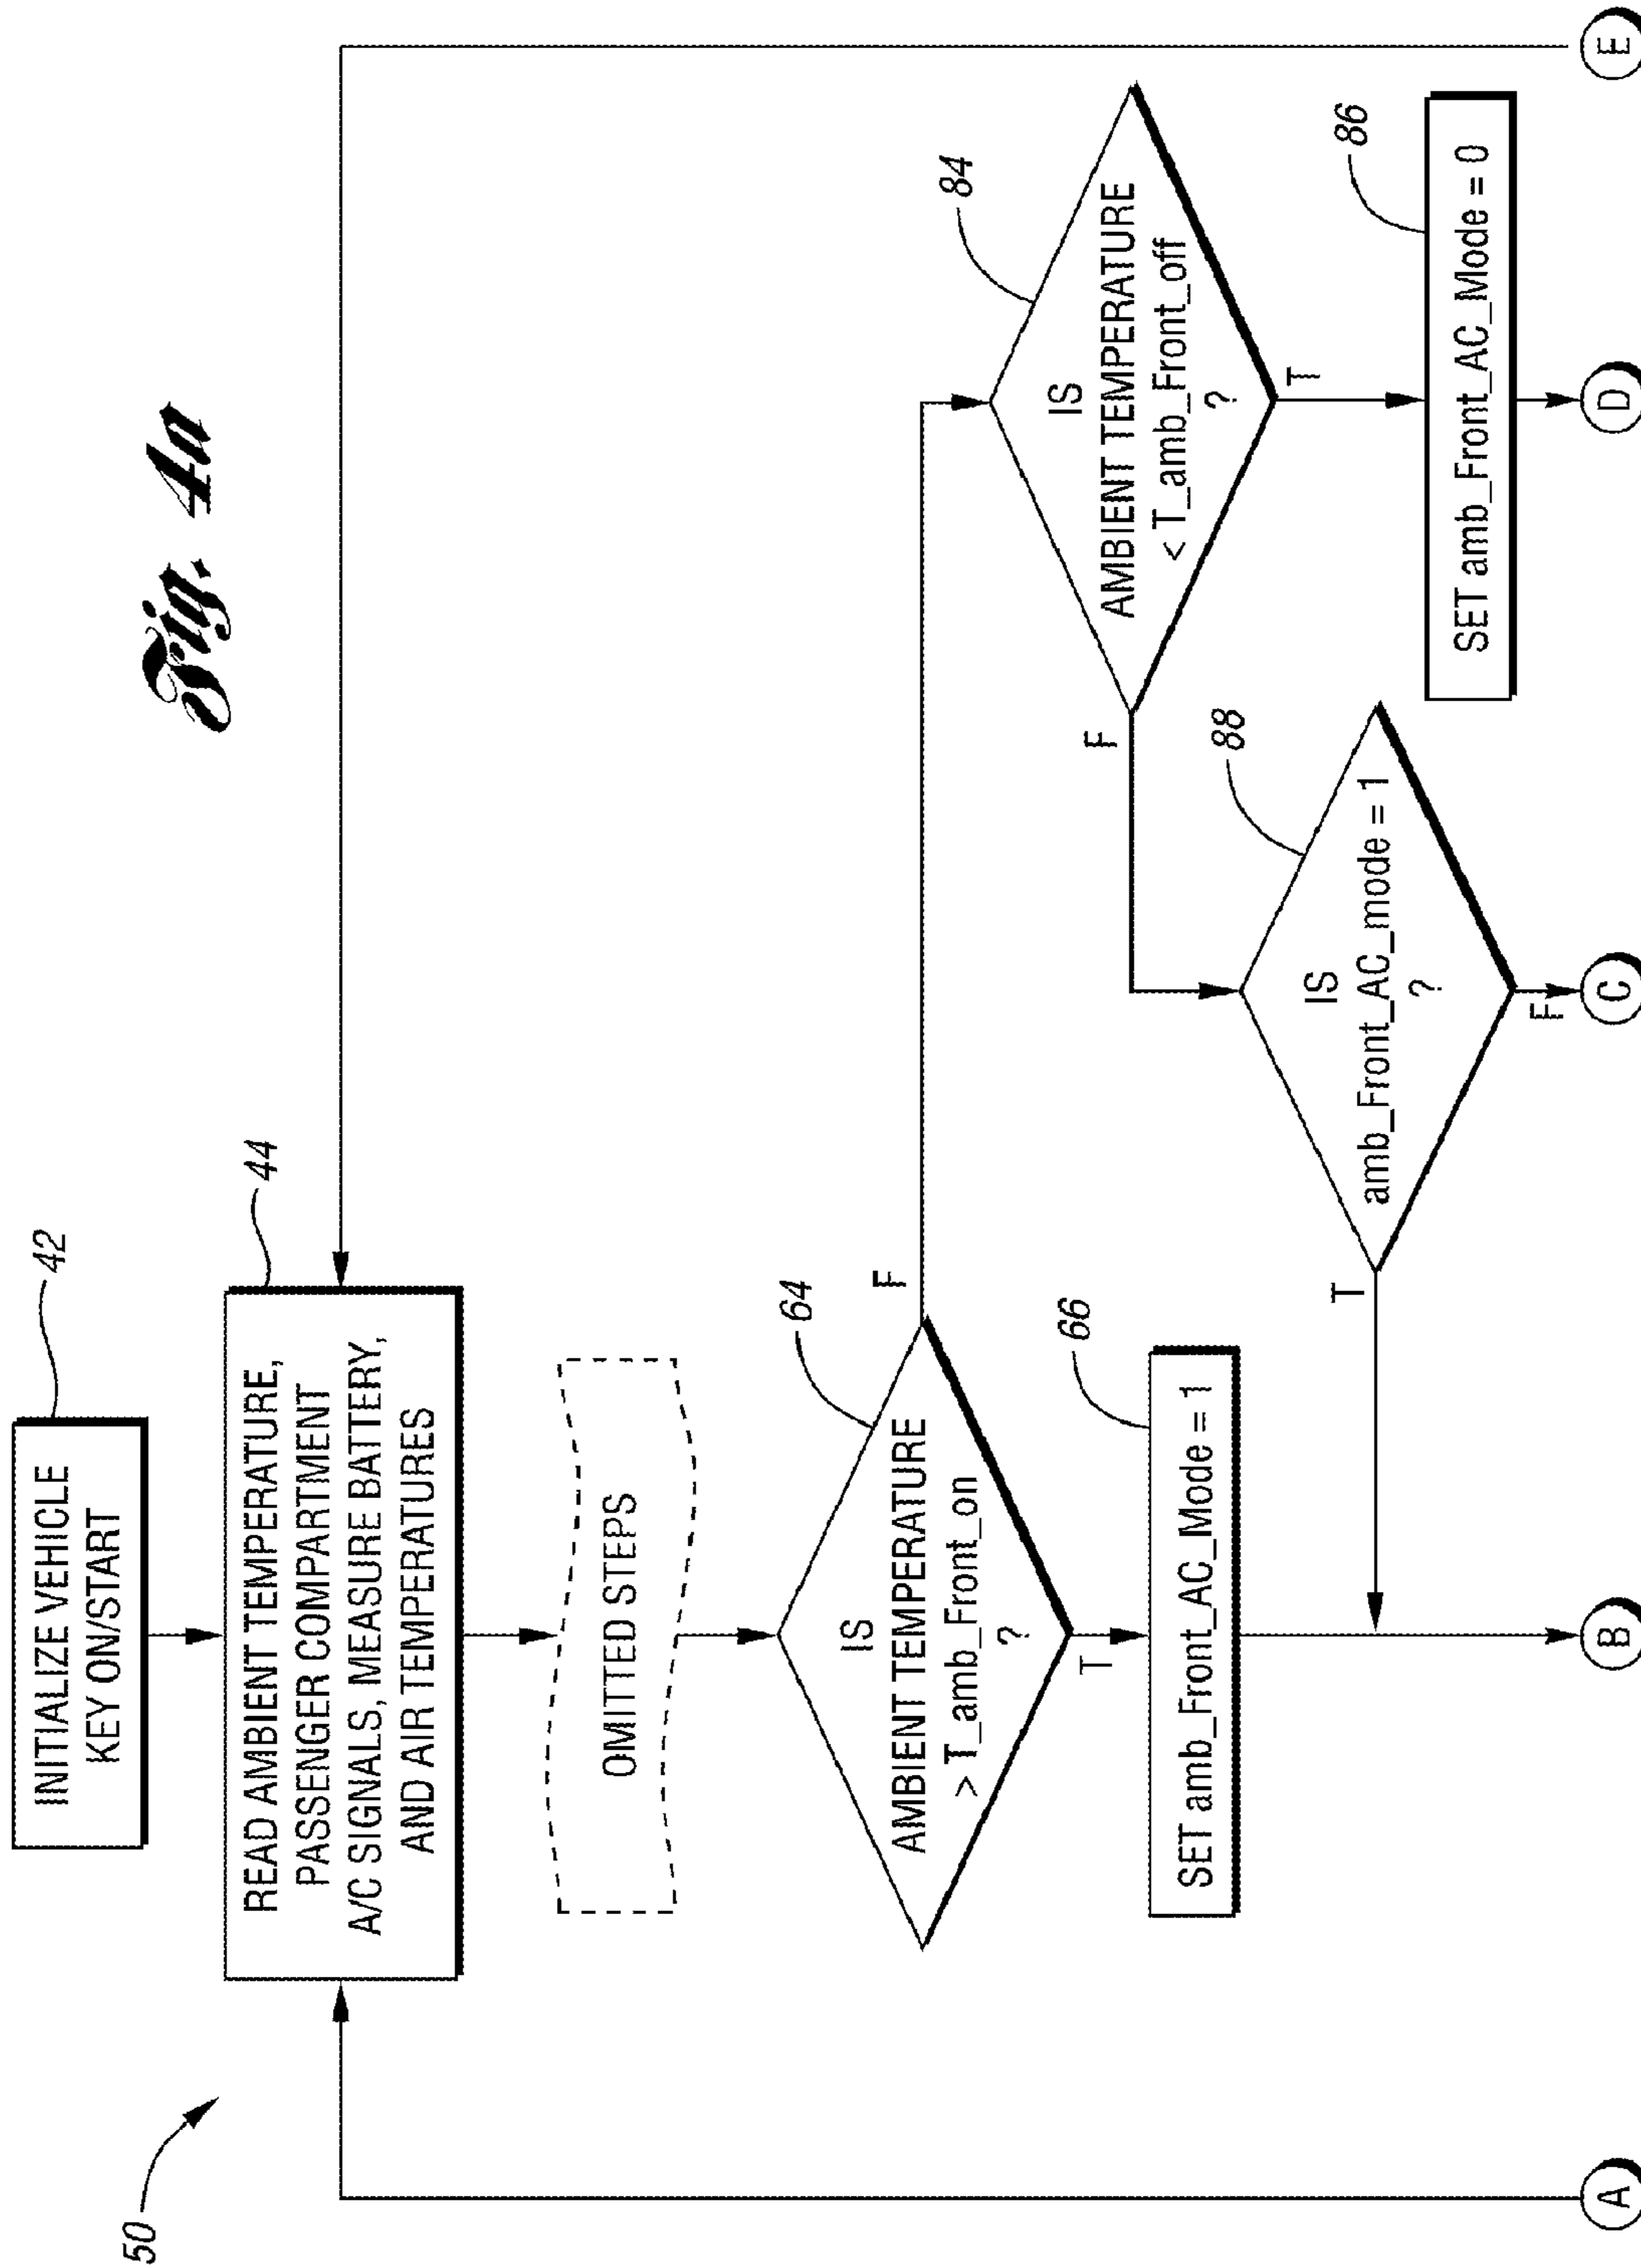 Fig. 4a
50
42
INITIALIZE VEHICLE
KEY ON/START
44
READ AMBIENT TEMPERATURE,
PASSENGER COMPARTMENT
A/C SIGNALS, MEASURE BATTERY,
AND AIR TEMPERATURES
OMITTED STEPS
64
IS
AMBIENT TEMPERATURE
> T_amb_Front_on
?
F
T
66
SET amb_Front_AC_Mode = 1
84
IS
AMBIENT TEMPERATURE
< T_amb_Front_off
?
F
T
86
SET amb_Front_AC_Mode = 0
88
IS
amb_Front_AC_mode = 1
?
T
F
A
B
C
D
E